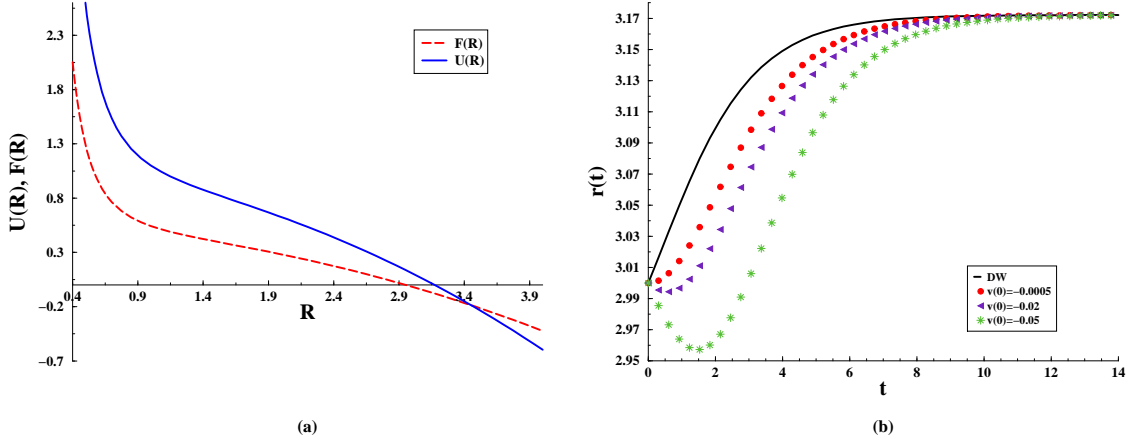 2.3
1.8
1.3
0.8
0.3
−0.2
−0.7
U(R), F(R)
F(R)
U(R)
0.4 0.9 1.4 1.9 2.4 2.9 3.4 3.9
R
(a)
3.17
3.15
3.13
3.11
3.09
3.07
3.05
3.03
3.01
2.99
2.97
2.95
r(t)
DW
v(0)=−0.0005
v(0)=−0.02
v(0)=−0.05
0 2 4 6 8 10 12 14
t
(b)